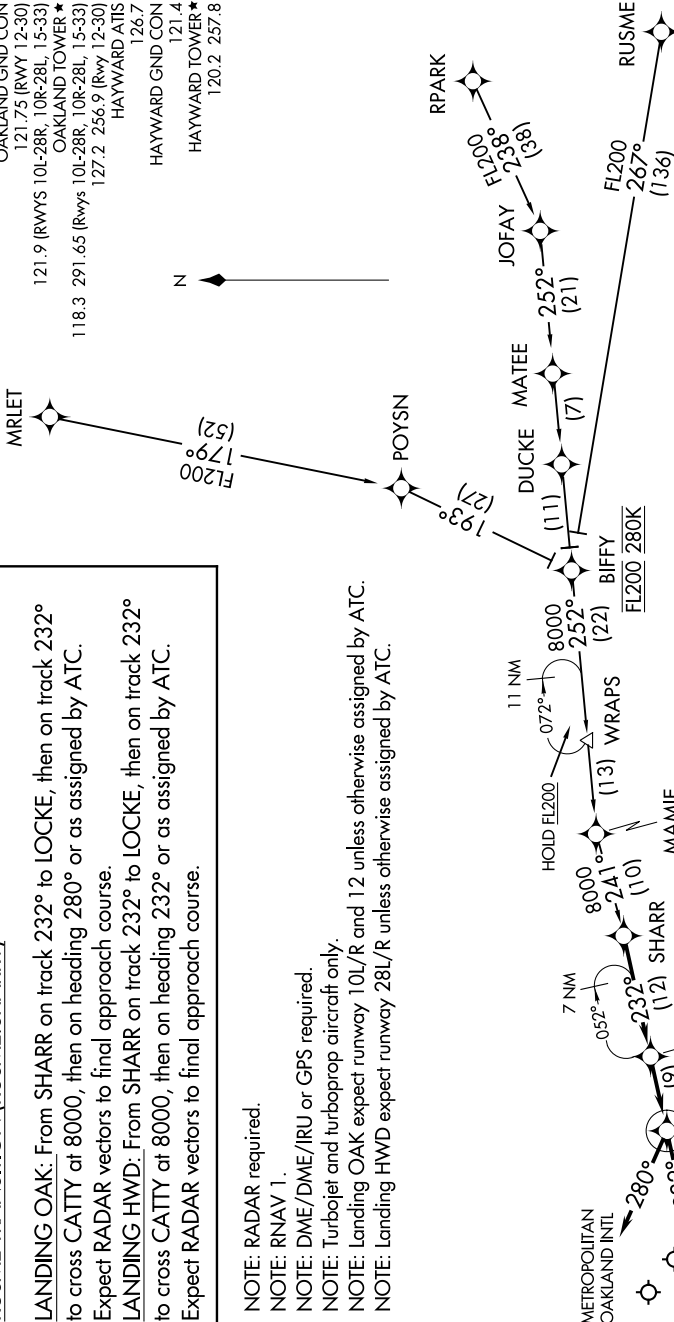 OAKLAND GND CON
121.75 (RWY 12-30)
121.9 (RWYS 10L-28R, 10R-28L, 15-33)
OAKLAND TOWER★
118.3 291.65 (Rwys 10L-28R, 10R-28L, 15-33)
127.2 256.9 (Rwy 12-30)
HAYWARD ATIS
126.7
HAYWARD GND CON
121.4
HAYWARD TOWER★
120.2 257.8
LANDING OAK: From SHARR on track 232° to LOCKE, then on track 232°
to cross CATTY at 8000, then on heading 280° or as assigned by ATC.
Expect RADAR vectors to final approach course.
LANDING HWD: From SHARR on track 232° to LOCKE, then on track 232°
to cross CATTY at 8000, then on heading 232° or as assigned by ATC.
Expect RADAR vectors to final approach course.
NOTE: RADAR required.
NOTE: RNAV 1.
NOTE: DME/DME/IRU or GPS required.
NOTE: Turbojet and turboprop aircraft only.
NOTE: Landing OAK expect runway 10L/R and 12 unless otherwise assigned by ATC.
NOTE: Landing HWD expect runway 28L/R unless otherwise assigned by ATC.
N
MRLET
FL200
179°
(52)
POYSN
193°
(27)
RPARK
FL200
238°
(38)
JOFAY
252°
(21)
MATEE
(7)
DUCKE
(11)
RUSME
FL200
267°
(136)
BIFFY
FL200 280K
8000
252°
(22)
11 NM
072°
HOLD FL200
WRAPS
(13)
MAMIE
8000
241°
(10)
SHARR
7 NM
052°
232°
(12)
(9)
280°
METROPOLITAN
OAKLAND INTL